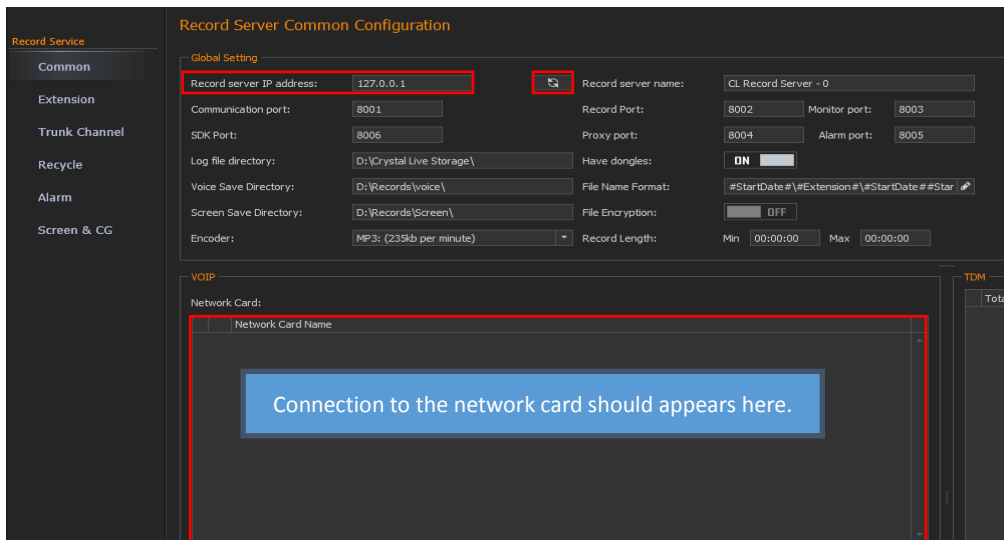 Record Server Common Configuration
Record Service
Common
Extension
Trunk Channel
Recycle
Alarm
Screen & CG
Global Setting
Record server IP address: 127.0.0.1 Record server name: CL Record Server - 0
Communication port: 8001 Record Port: 8002 Monitor port: 8003
SDK Port: 8006 Proxy port: 8004 Alarm port: 8005
Log file directory: D:\Crystal Live Storage\ Have dongles: ON
Voice Save Directory: D:\Records\voice\ File Name Format: #StartDate#\#Extension#\#StartDate##Star
Screen Save Directory: D:\Records\Screen\ File Encryption: OFF
Encoder: MP3: (235kb per minute) Record Length: Min 00:00:00 Max 00:00:00
VOIP
TDM
Network Card:
Tota
Network Card Name
Connection to the network card should appears here.